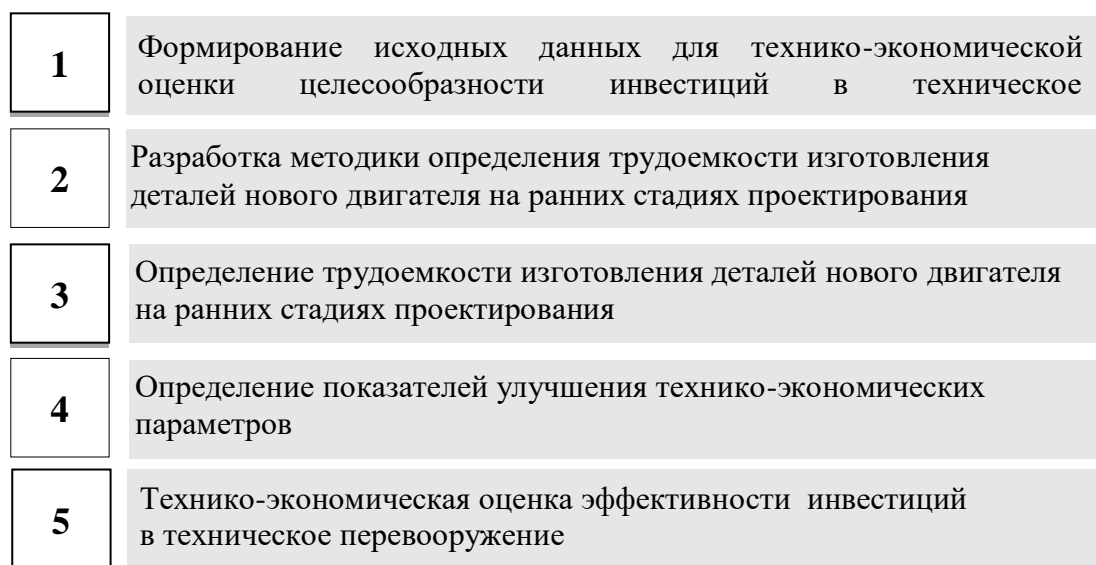 1
Формирование исходных данных для технико-экономической
оценки целесообразности инвестиций в техническое
2
Разработка методики определения трудоемкости изготовления
деталей нового двигателя на ранних стадиях проектирования
3
Определение трудоемкости изготовления деталей нового двигателя
на ранних стадиях проектирования
4
Определение показателей улучшения технико-экономических
параметров
5
Технико-экономическая оценка эффективности инвестиций
в техническое перевооружение